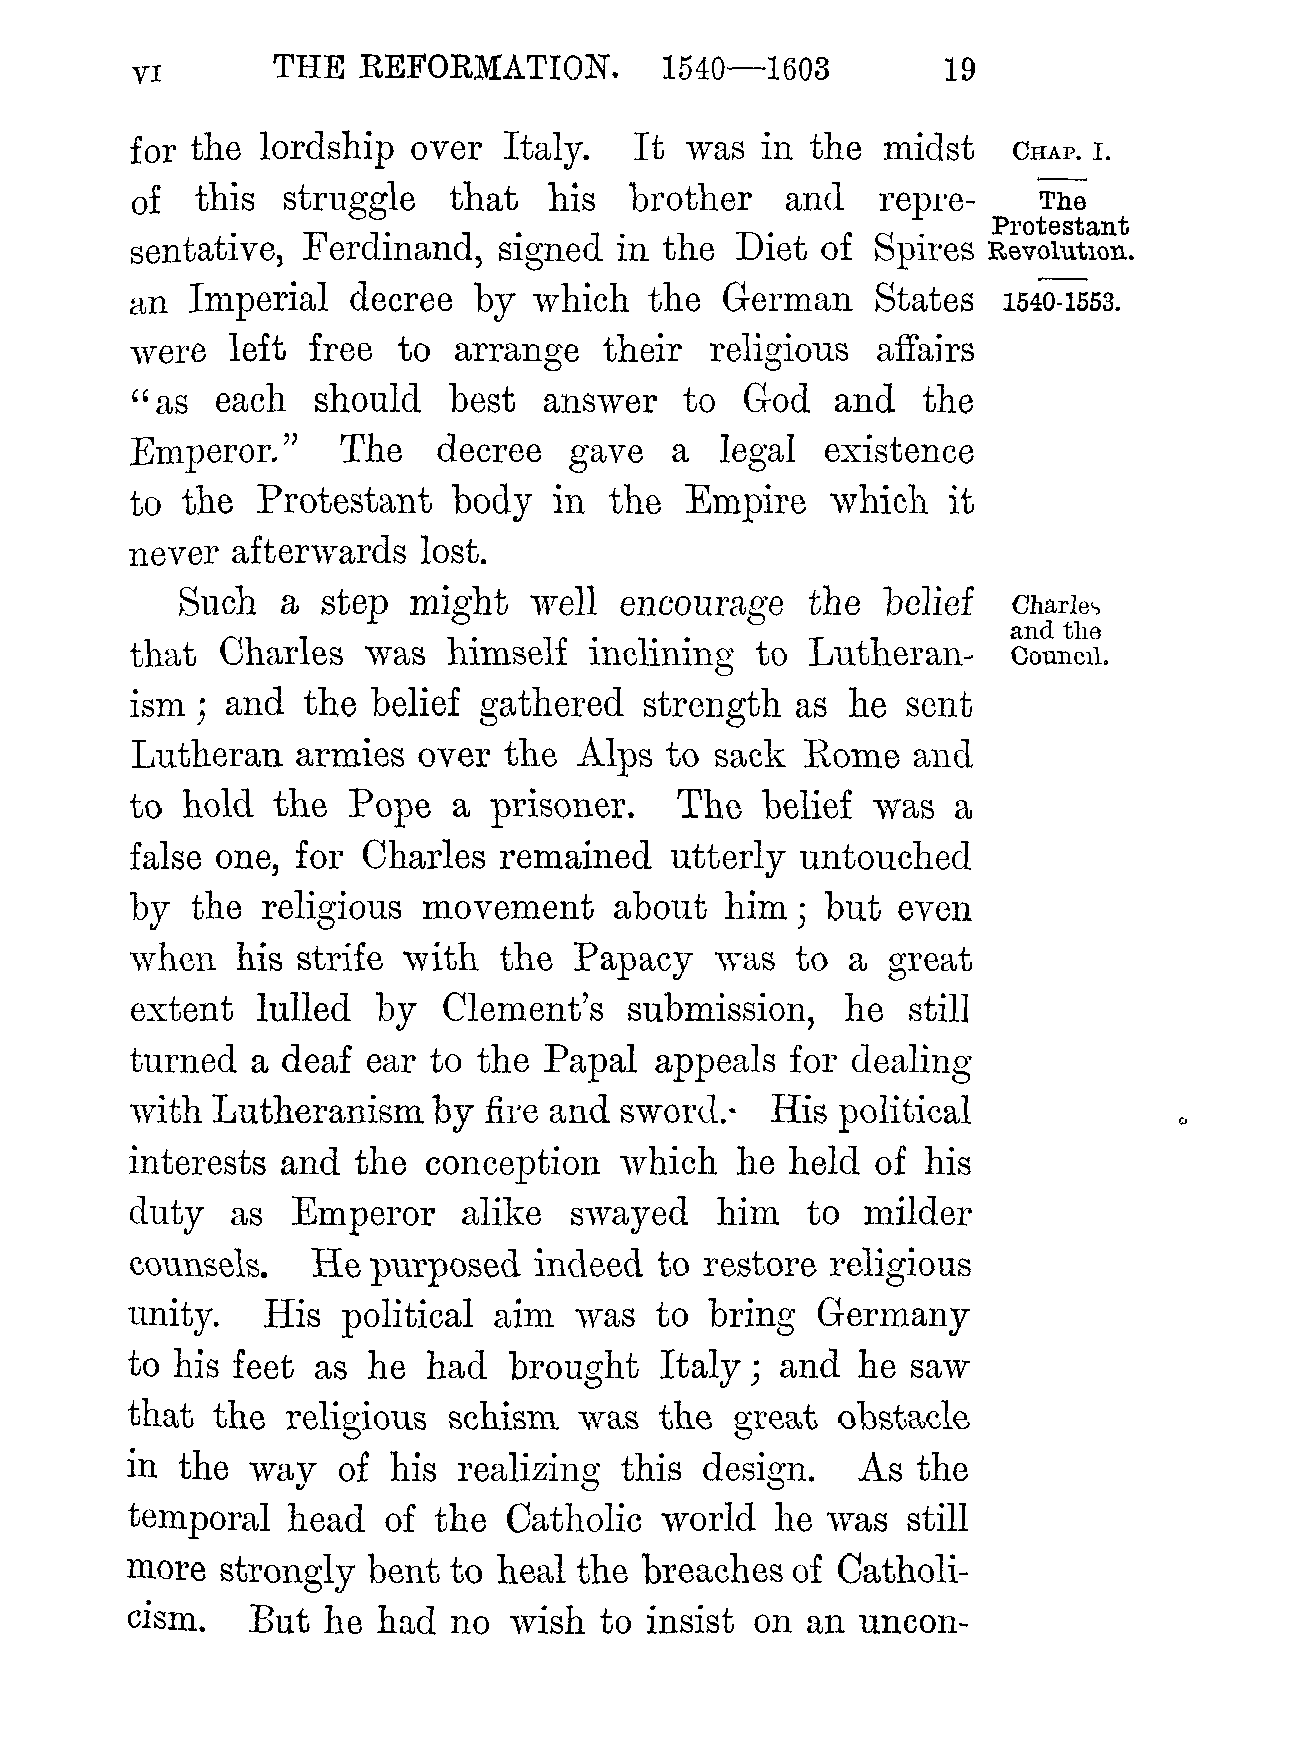 VI THE REFORMATION. 1540—1603 19
for the lordship over Italy. It was in the midst
of this struggle that his brother and repre-
sentative, Ferdinand, signed in the Diet of Spires
an Imperial decree by which the German States
were left free to arrange their religious affairs
“as each should best answer to God and the
Emperor.” The decree gave a legal existence
to the Protestant body in the Empire which it
never afterwards lost.
CHAP. I.
The
Protestant
Revolution.
1540-1553.
Such a step might well encourage the belief
that Charles was himself inclining to Lutheran-
ism ; and the belief gathered strength as he sent
Lutheran armies over the Alps to sack Rome and
to hold the Pope a prisoner. The belief was a
false one, for Charles remained utterly untouched
by the religious movement about him ; but even
when his strife with the Papacy was to a great
extent lulled by Clement’s submission, he still
turned a deaf ear to the Papal appeals for dealing
with Lutheranism by fire and sword. His political
interests and the conception which he held of his
duty as Emperor alike swayed him to milder
counsels. He purposed indeed to restore religious
unity. His political aim was to bring Germany
to his feet as he had brought Italy ; and he saw
that the religious schism was the great obstacle
in the way of his realizing this design. As the
temporal head of the Catholic world he was still
more strongly bent to heal the breaches of Catholi-
cism. But he had no wish to insist on an uncon-
Charles
and the
Council.